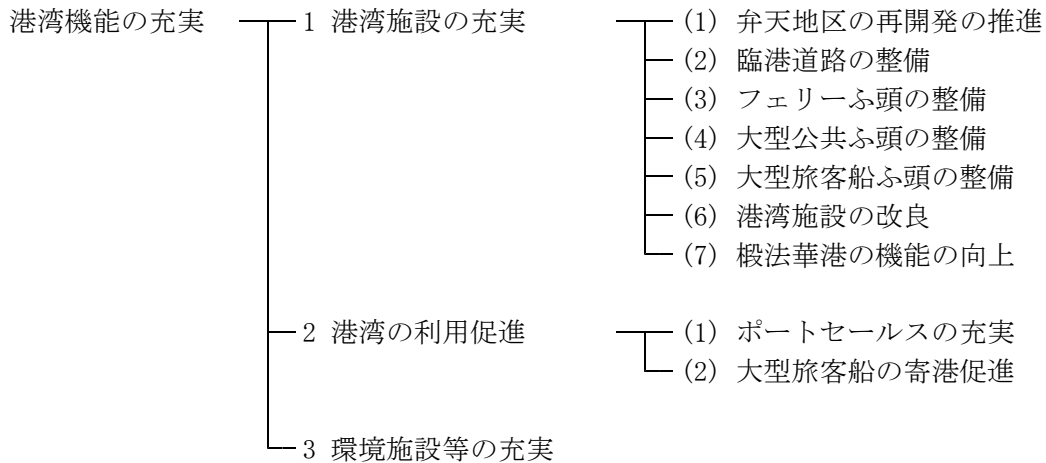 港湾機能の充実 1 港湾施設の充実 (1) 弁天地区の再開発の推進
(2) 臨港道路の整備
(3) フェリーふ頭の整備
(4) 大型公共ふ頭の整備
(5) 大型旅客船ふ頭の整備
(6) 港湾施設の改良
(7) 椴法華港の機能の向上
2 港湾の利用促進 (1) ポートセールスの充実
(2) 大型旅客船の寄港促進
3 環境施設等の充実